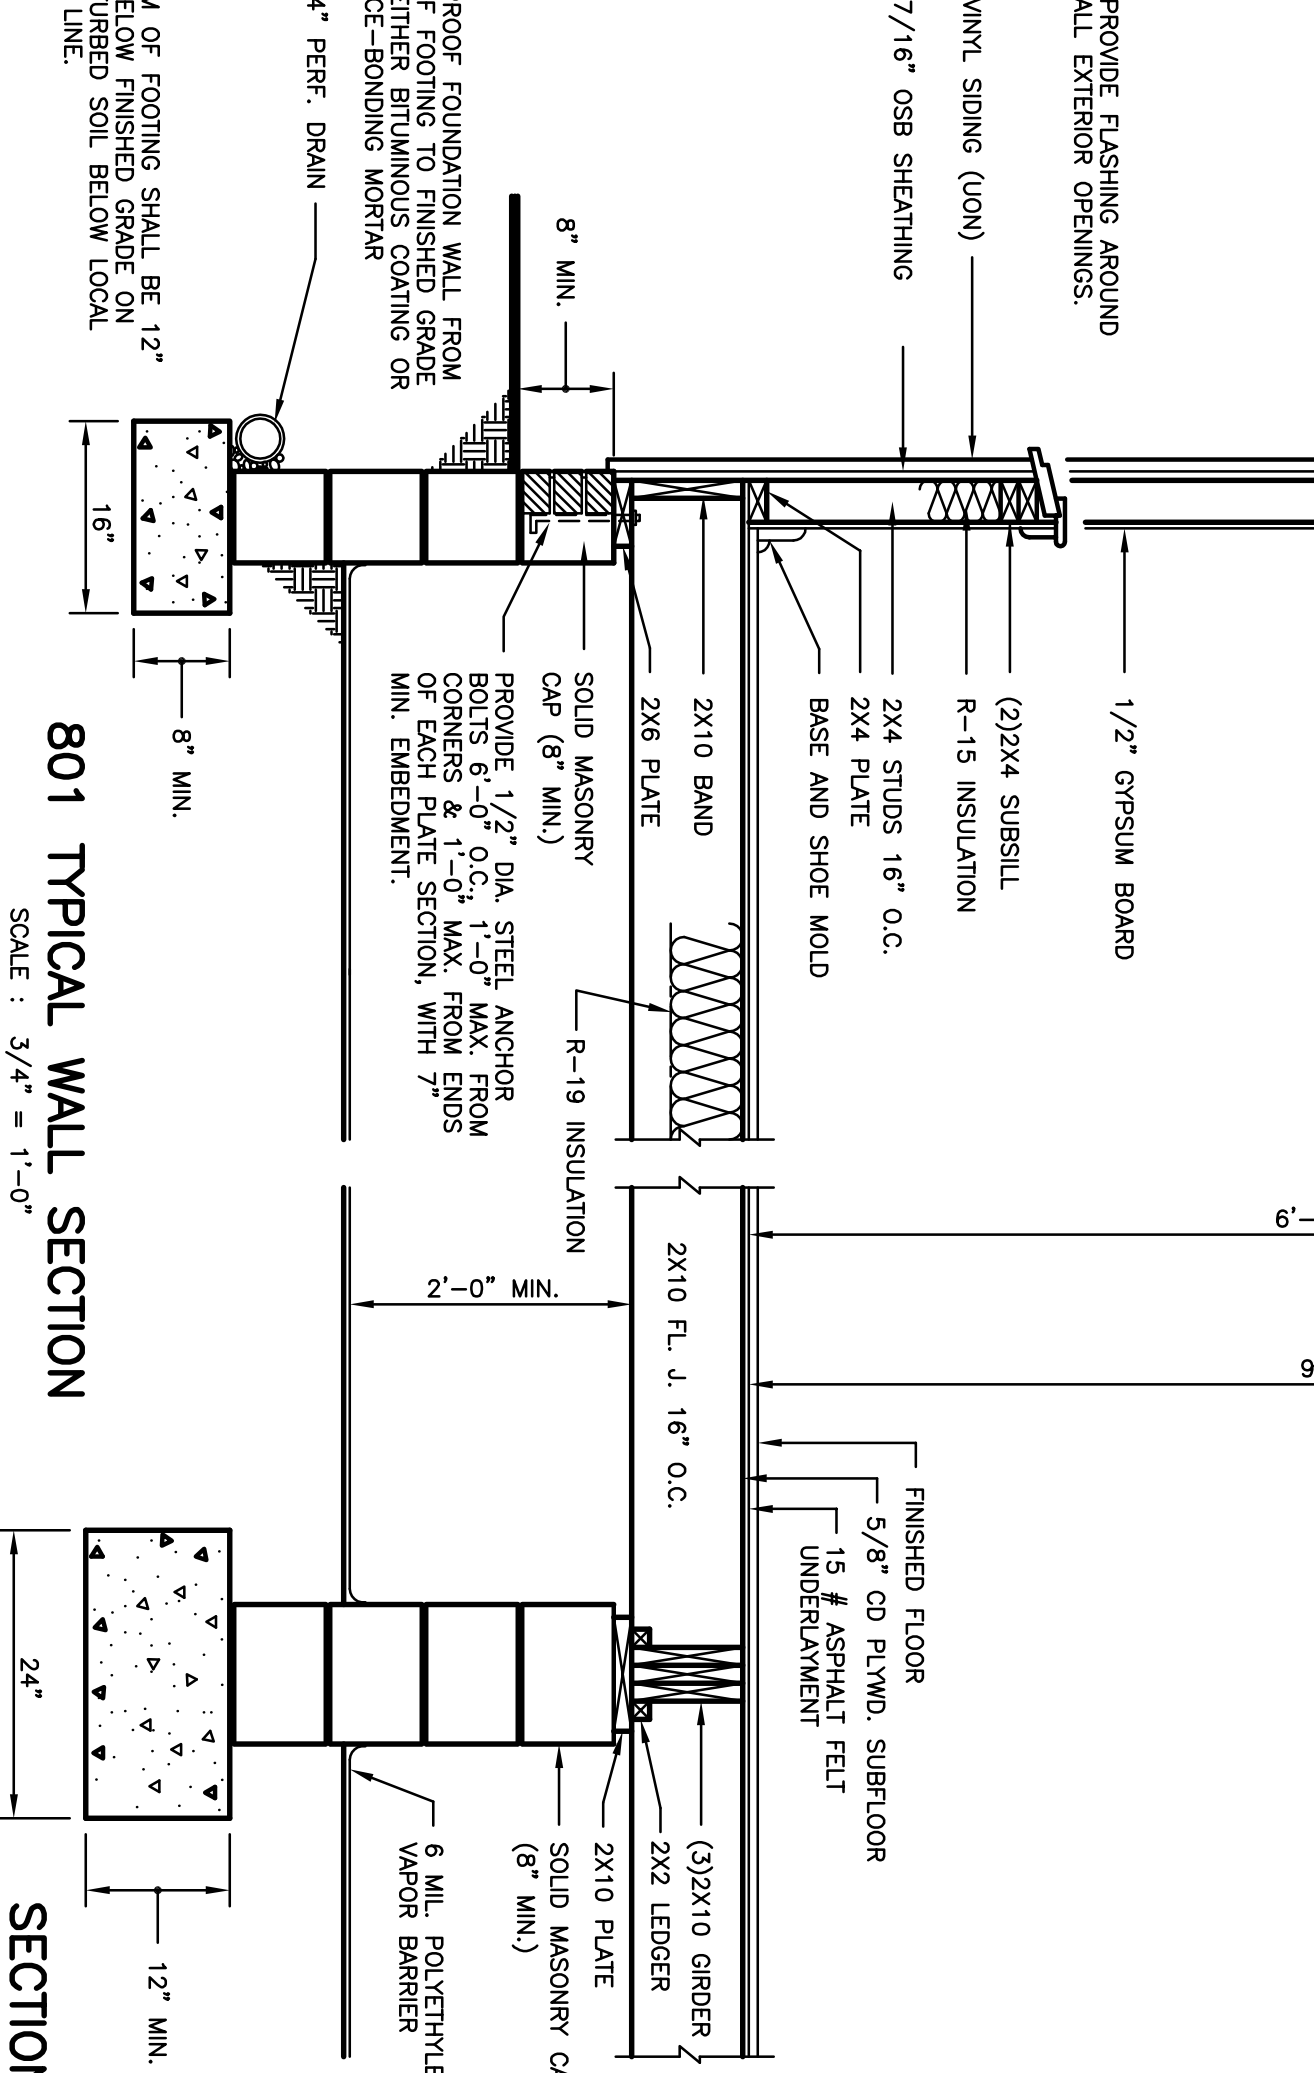 PROVIDE FLASHING AROUND
ALL EXTERIOR OPENINGS.
VINYL SIDING (UON)
7/16" OSB SHEATHING
8" MIN.
PROOF FOUNDATION WALL FROM
FOOTING TO FINISHED GRADE
EITHER BITUMINOUS COATING OR
CE-BONDING MORTAR
4" PERF. DRAIN
OF FOOTING SHALL BE 12"
BELOW FINISHED GRADE ON
TURBED SOIL BELOW LOCAL
LINE.
16"
8" MIN.
1/2" GYPSUM BOARD
(2)2X4 SUBSILL
R-15 INSULATION
2X4 STUDS 16" O.C.
2X4 PLATE
BASE AND SHOE MOLD
2X10 BAND
2X6 PLATE
SOLID MASONRY
CAP (8" MIN.)
PROVIDE 1/2" DIA. STEEL ANCHOR
BOLTS 6'-0" O.C., 1'-0" MAX. FROM
CORNERS & 1'-0" MAX. FROM ENDS
OF EACH PLATE SECTION, WITH 7"
MIN. EMBEDMENT.
R-19 INSULATION
6'-
9
2X10 FL. J. 16" O.C.
2'-0" MIN.
FINISHED FLOOR
5/8" CD PLYWD. SUBFLOOR
15 # ASPHALT FELT
UNDERLAYMENT
(3)2X10 GIRDER
2X2 LEDGER
2X10 PLATE
SOLID MASONRY CA
(8" MIN.)
6 MIL. POLYETHYLE
VAPOR BARRIER
24"
12" MIN.
801 TYPICAL WALL SECTION
SCALE : 3/4" = 1'-0"
SECTION